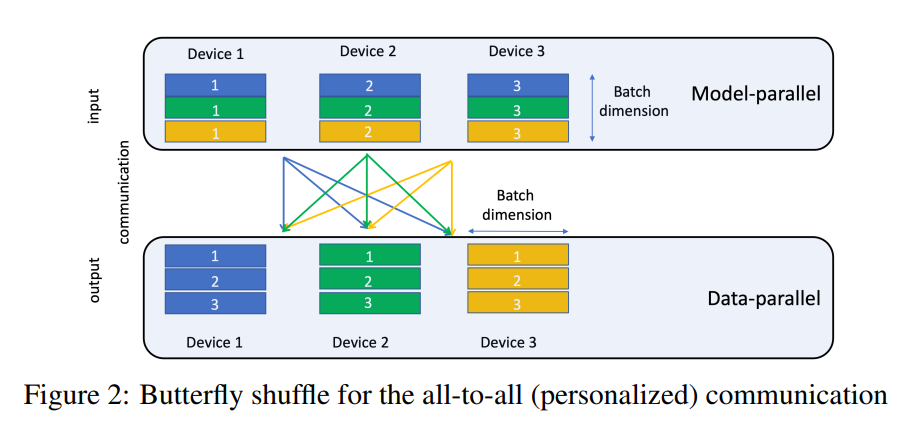 Device 1
Device 2
Device 3
input
1
2
3
1
2
3
1
2
3
Batch
dimension
Model-parallel
communication
Batch
dimension
output
1
1
1
2
2
2
3
3
3
Data-parallel
Device 1
Device 2
Device 3
Figure 2: Butterfly shuffle for the all-to-all (personalized) communication